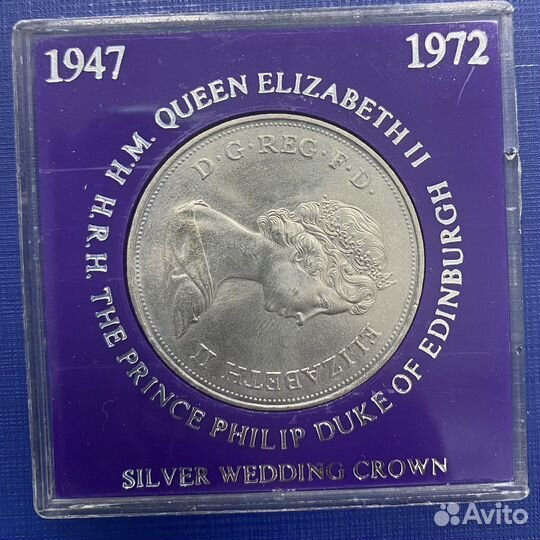 1947 1972
H.M. QUEEN ELIZABETH II
H.R.H. THE PRINCE PHILIP DUKE OF EDINBURGH
D·G·REG·F·D·
ELIZABETH II
SILVER WEDDING CROWN
Avito